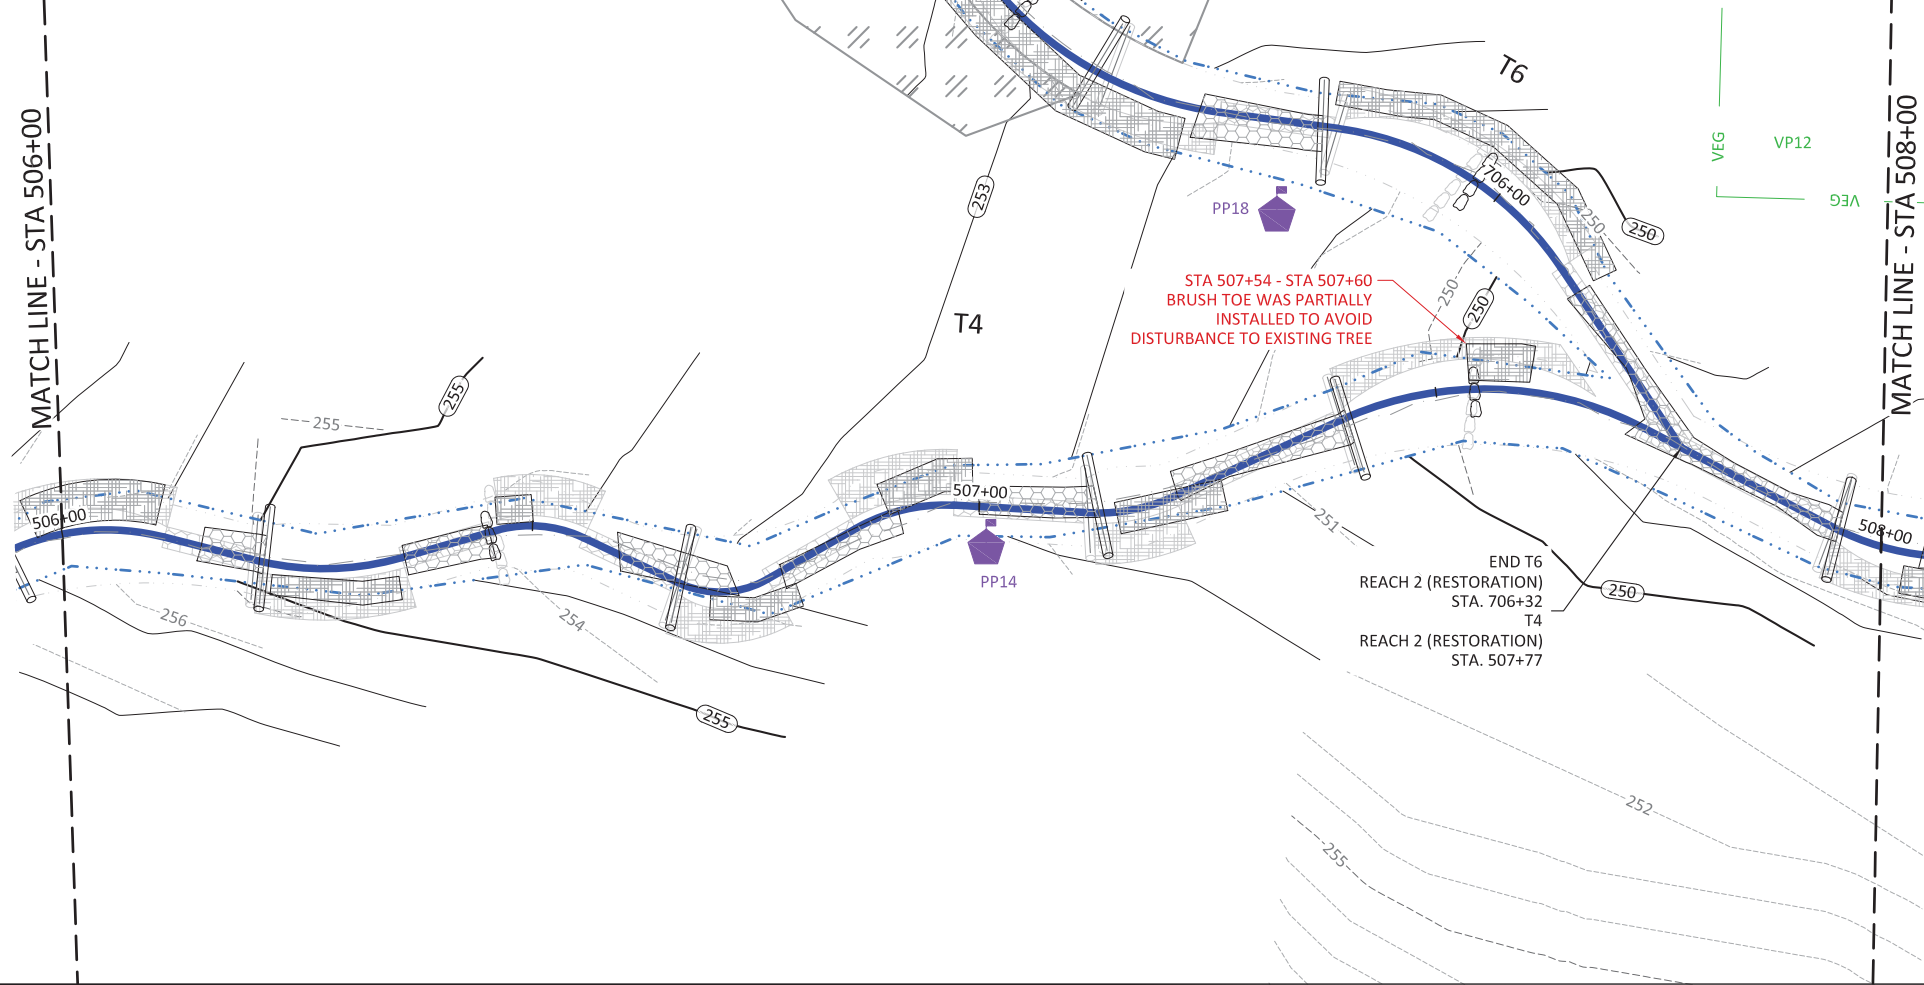 MATCH LINE - STA 506+00
MATCH LINE - STA 508+00
T6
VEG
VP12
VEG
706+00
253
PP18
250
250
250
250
STA 507+54 - STA 507+60
BRUSH TOE WAS PARTIALLY
INSTALLED TO AVOID
DISTURBANCE TO EXISTING TREE
T4
255
255
506+00
507+00
508+00
251
PP14
END T6
REACH 2 (RESTORATION)
STA. 706+32
T4
REACH 2 (RESTORATION)
STA. 507+77
250
256
254
255
252
255